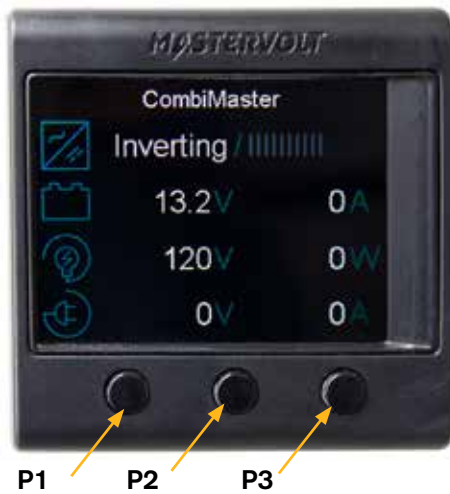 MASTERVOLT
CombiMaster
Inverting
13.2V 0A
120V 0W
0V 0A
P1 P2 P3